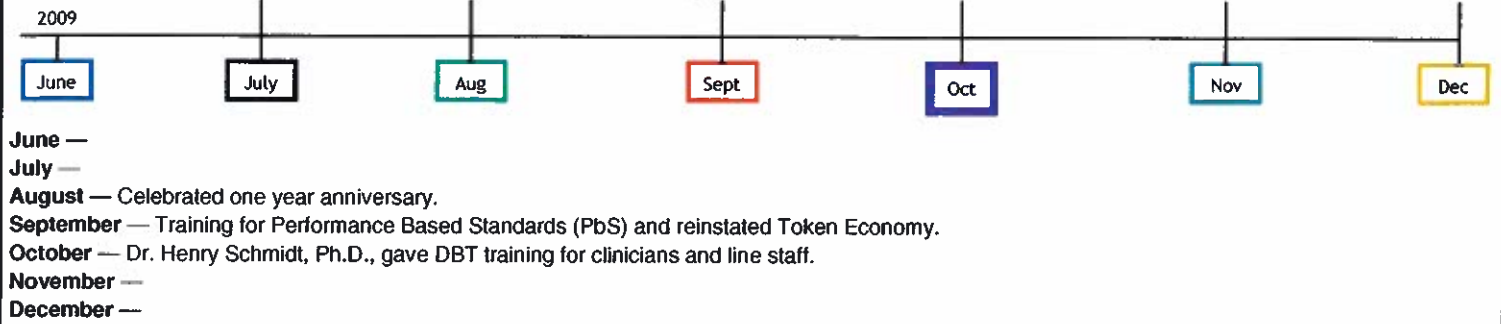 2009
June July Aug Sept Oct Nov Dec
June —
July —
August — Celebrated one year anniversary.
September — Training for Performance Based Standards (PbS) and reinstated Token Economy.
October — Dr. Henry Schmidt, Ph.D., gave DBT training for clinicians and line staff.
November —
December —